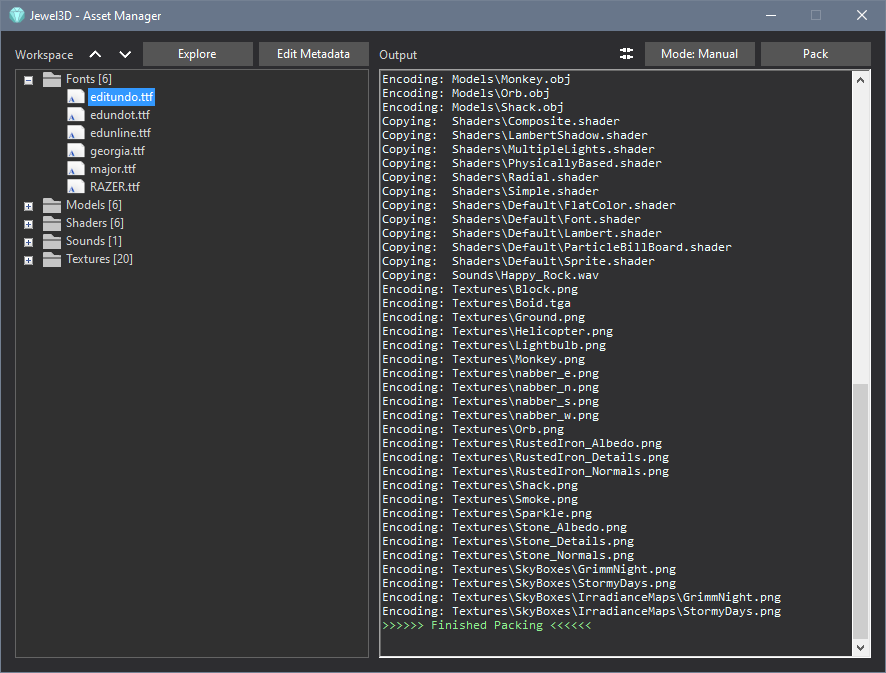 Jewel3D - Asset Manager
Workspace
Explore
Edit Metadata
Output
Mode: Manual
Pack
Fonts [6]
editundo.ttf
edundot.ttf
edunline.ttf
georgia.ttf
major.ttf
RAZER.ttf
Models [6]
Shaders [6]
Sounds [1]
Textures [20]
Encoding: Models\Monkey.obj
Encoding: Models\Orb.obj
Encoding: Models\Shack.obj
Copying:  Shaders\Composite.shader
Copying:  Shaders\LambertShadow.shader
Copying:  Shaders\MultipleLights.shader
Copying:  Shaders\PhysicallyBased.shader
Copying:  Shaders\Radial.shader
Copying:  Shaders\Simple.shader
Copying:  Shaders\Default\FlatColor.shader
Copying:  Shaders\Default\Font.shader
Copying:  Shaders\Default\Lambert.shader
Copying:  Shaders\Default\ParticleBillBoard.shader
Copying:  Shaders\Default\Sprite.shader
Copying:  Sounds\Happy_Rock.wav
Encoding: Textures\Block.png
Encoding: Textures\Boid.tga
Encoding: Textures\Ground.png
Encoding: Textures\Helicopter.png
Encoding: Textures\Lightbulb.png
Encoding: Textures\Monkey.png
Encoding: Textures\nabber_e.png
Encoding: Textures\nabber_n.png
Encoding: Textures\nabber_s.png
Encoding: Textures\nabber_w.png
Encoding: Textures\Orb.png
Encoding: Textures\RustedIron_Albedo.png
Encoding: Textures\RustedIron_Details.png
Encoding: Textures\RustedIron_Normals.png
Encoding: Textures\Shack.png
Encoding: Textures\Smoke.png
Encoding: Textures\Sparkle.png
Encoding: Textures\Stone_Albedo.png
Encoding: Textures\Stone_Details.png
Encoding: Textures\Stone_Normals.png
Encoding: Textures\SkyBoxes\GrimmNight.png
Encoding: Textures\SkyBoxes\StormyDays.png
Encoding: Textures\SkyBoxes\IrradianceMaps\GrimmNight.png
Encoding: Textures\SkyBoxes\IrradianceMaps\StormyDays.png
>>>>>> Finished Packing <<<<<<